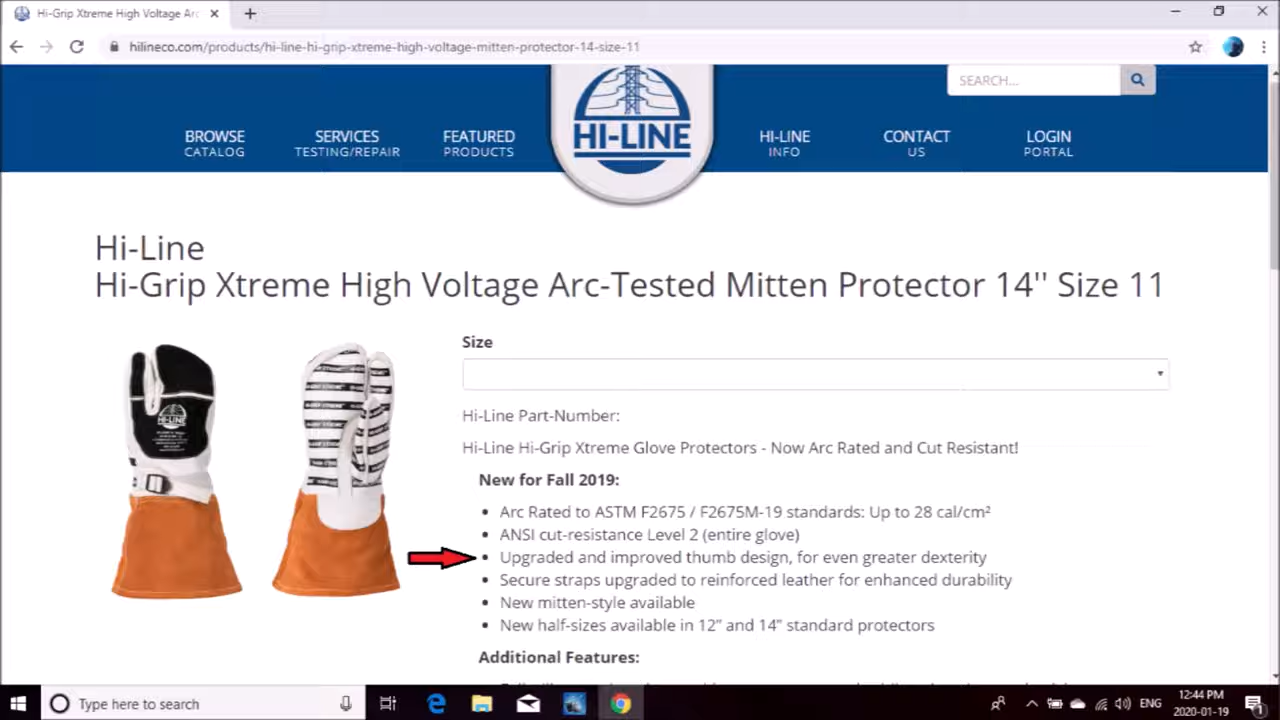 Hi-Grip Xtreme High Voltage Arc
hilineco.com/products/hi-line-hi-grip-xtreme-high-voltage-mitten-protector-14-size-11
SEARCH...
BROWSE
CATALOG
SERVICES
TESTING/REPAIR
FEATURED
PRODUCTS
HI-LINE
HI-LINE
INFO
CONTACT
US
LOGIN
PORTAL
Hi-Line
Hi-Grip Xtreme High Voltage Arc-Tested Mitten Protector 14'' Size 11
Size
HI-LINE
Hi-Line Part-Number:
Hi-Line Hi-Grip Xtreme Glove Protectors - Now Arc Rated and Cut Resistant!
New for Fall 2019:
• Arc Rated to ASTM F2675 / F2675M-19 standards: Up to 28 cal/cm²
• ANSI cut-resistance Level 2 (entire glove)
• Upgraded and improved thumb design, for even greater dexterity
• Secure straps upgraded to reinforced leather for enhanced durability
• New mitten-style available
• New half-sizes available in 12” and 14” standard protectors
Additional Features:
Type here to search
ENG
12:44 PM
2020-01-19
1